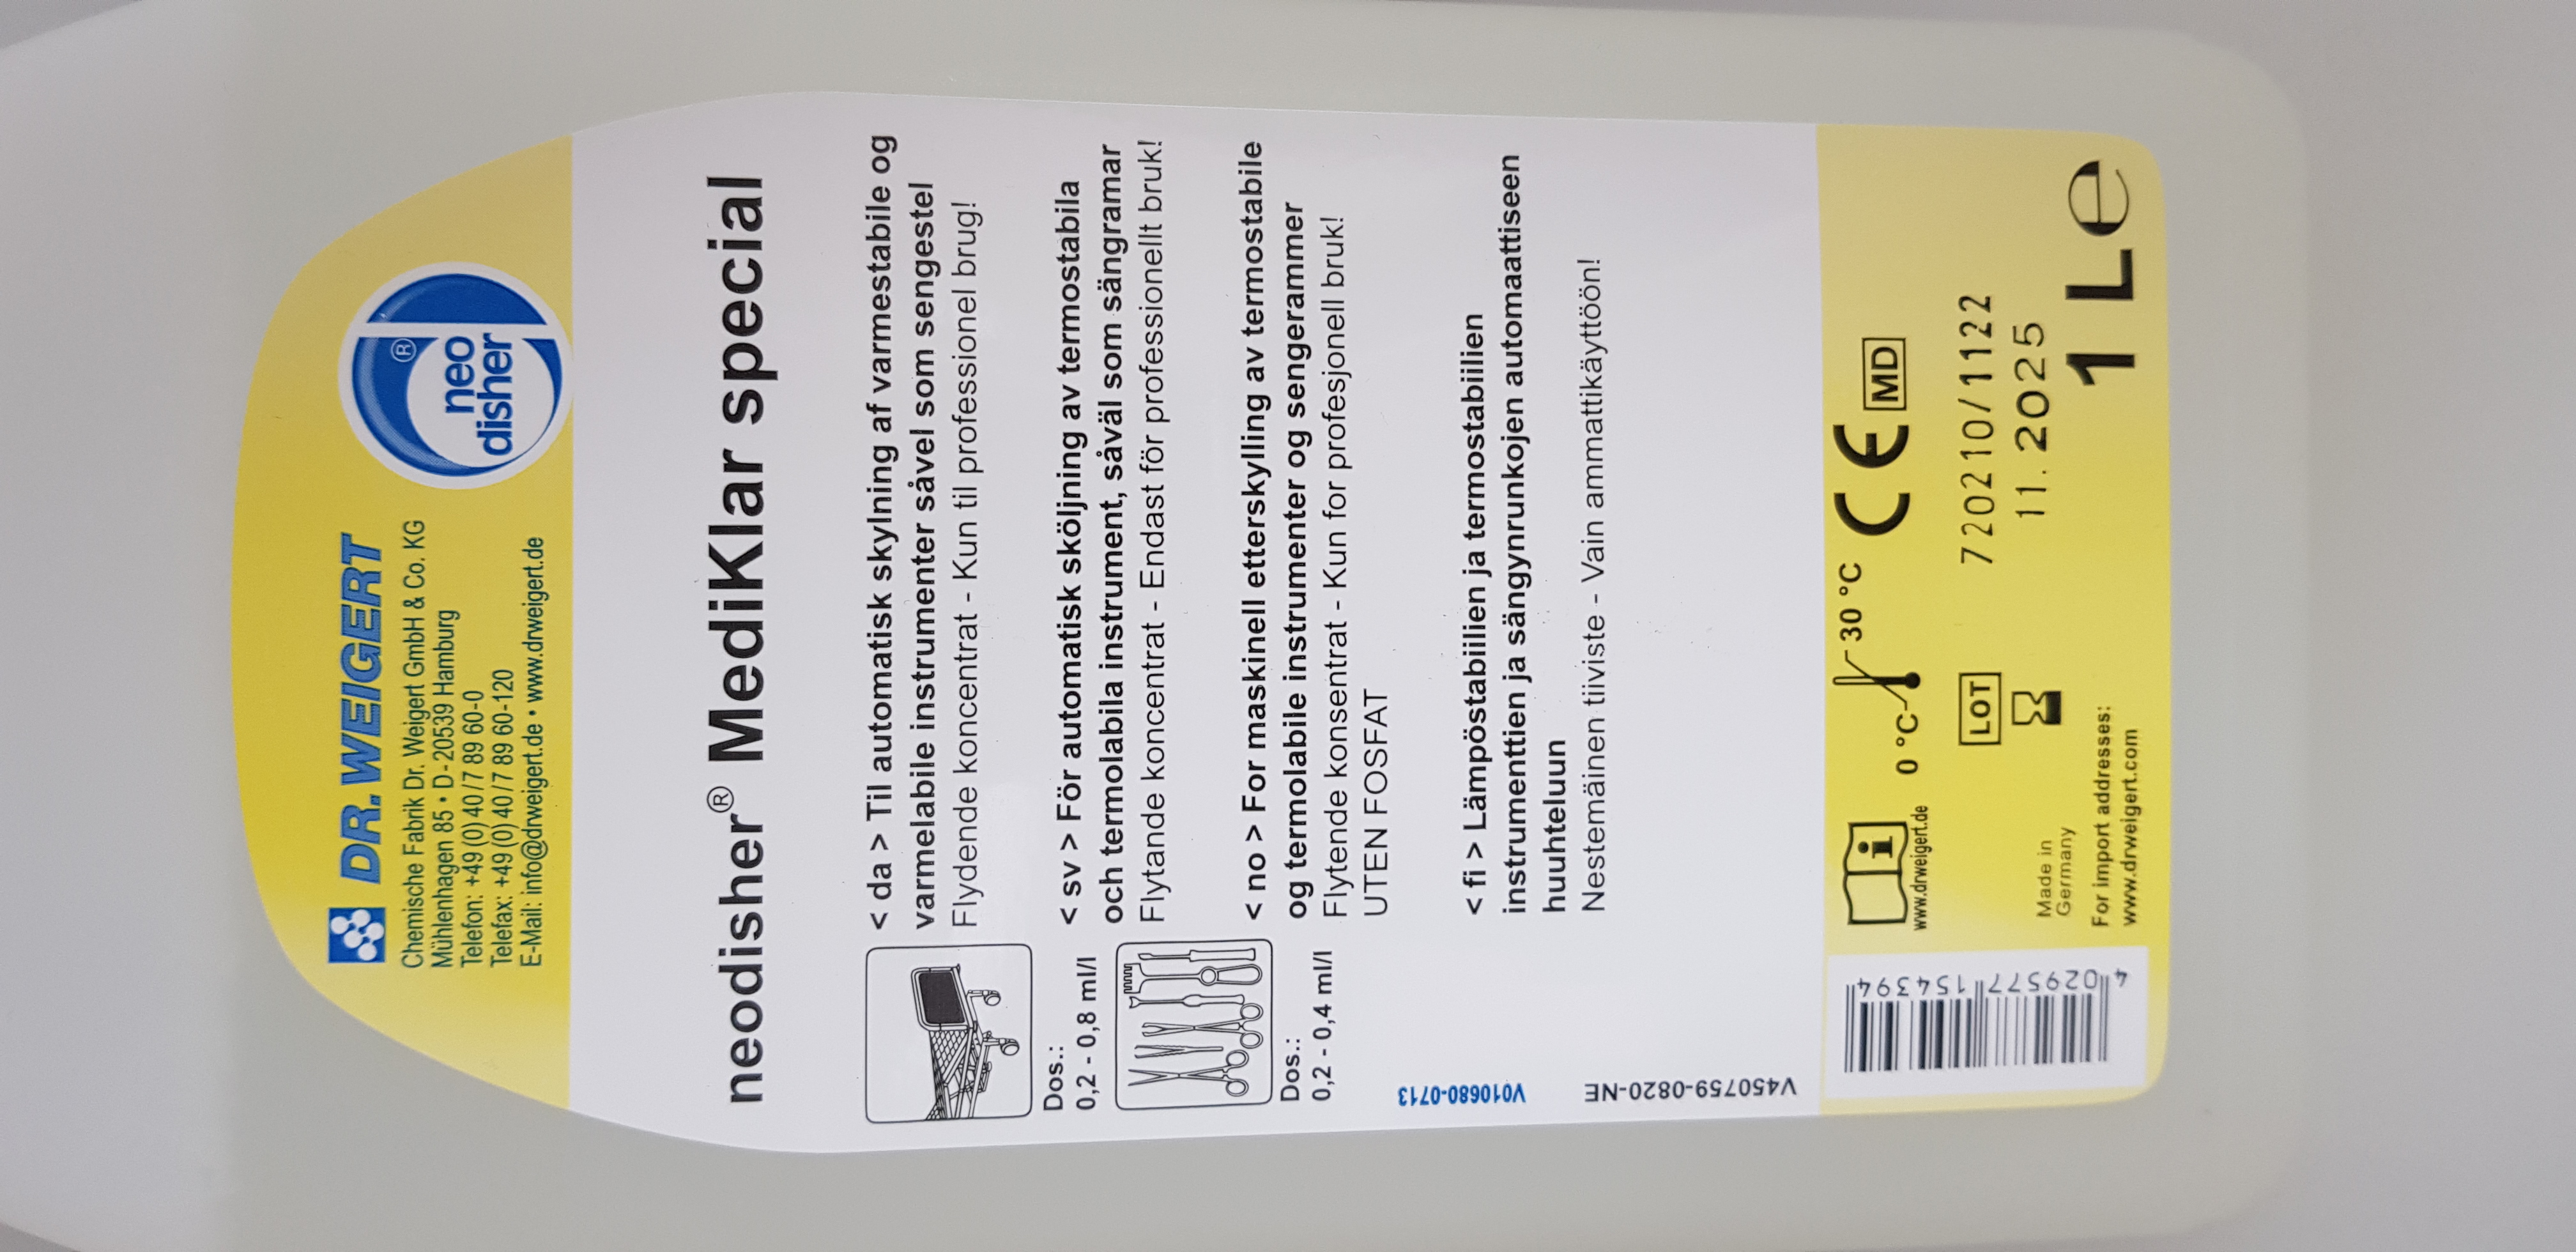 DR. WEIGERT
Chemische Fabrik Dr. Weigert GmbH & Co. KG
Mühlenhagen 85 • D-20539 Hamburg
Telefon: +49 (0) 40/7 89 60-0
Telefax: +49 (0) 40/7 89 60-120
E-Mail: info@drweigert.de • www.drweigert.de
®
neo
disher
neodisher® MediKlar special
< da > Til automatisk skylning af varmestabile og
varmelabile instrumenter såvel som sengestel
Flydende koncentrat - Kun til professionel brug!
Dos.:
0,2 - 0,8 ml/l
< sv > För automatisk sköljning av termostabila
och termolabila instrument, såväl som sängramar
Flytande koncentrat - Endast för professionellt bruk!
< no > For maskinell etterskylling av termostabile
og termolabile instrumenter og sengerammer
Flytende konsentrat - Kun for profesjonell bruk!
UTEN FOSFAT
Dos.:
0,2 - 0,4 ml/l
< fi > Lämpöstabiilien ja termostabiilien
instrumenttien ja sängynrunkojen automaattiseen
huuhteluun
Nestemäinen tiiviste - Vain ammattikäyttöön!
V010680-0713
V450759-0820-NE
4 029577 154394
i
www.drweigert.de
0 °C
30 °C
CE
MD
LOT
720210/1122
11.2025
Made in
Germany
For import addresses:
www.drweigert.com
1 L e